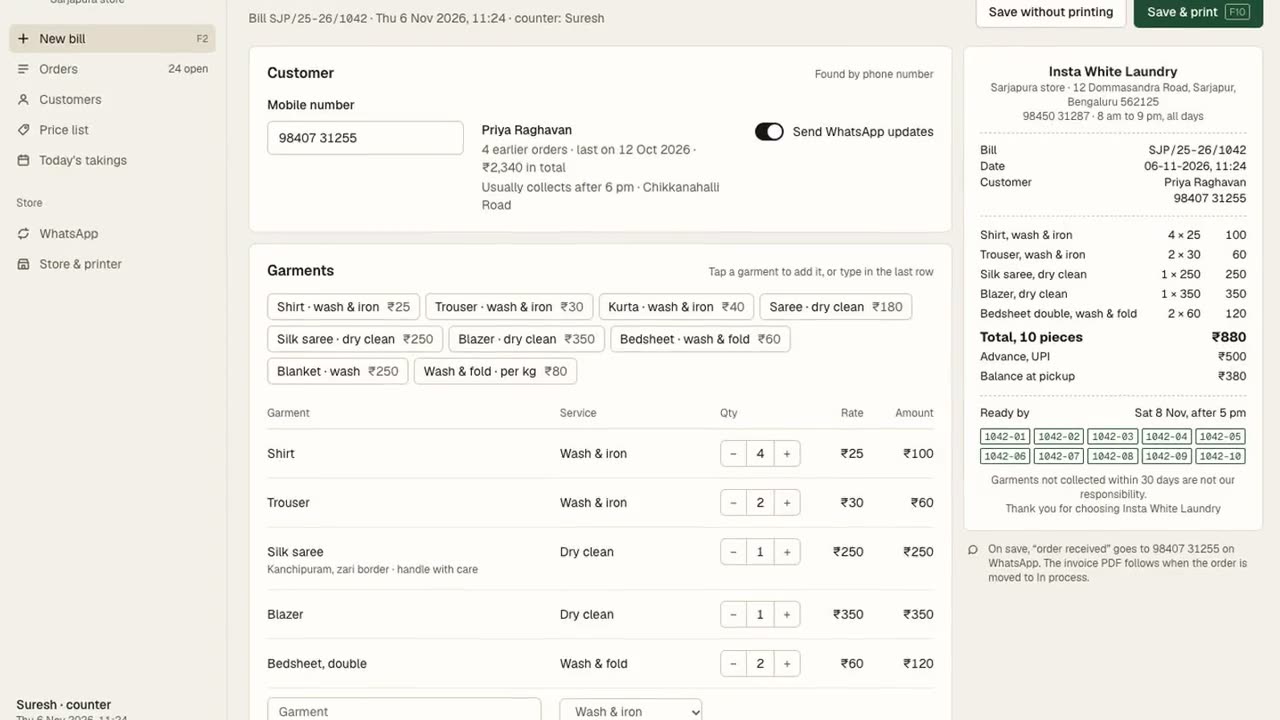 Sarjapura store
New bill F2
Orders 24 open
Customers
Price list
Today's takings
Store
WhatsApp
Store & printer
Suresh · counter
Thu 6 Nov 2026, 11:24
Bill SJP/25-26/1042 · Thu 6 Nov 2026, 11:24 · counter: Suresh
Save without printing
Save & print F10
Customer
Found by phone number
Mobile number
98407 31255
Priya Raghavan
4 earlier orders · last on 12 Oct 2026 ·
₹2,340 in total
Usually collects after 6 pm · Chikkanahalli
Road
Send WhatsApp updates
Garments
Tap a garment to add it, or type in the last row
Shirt · wash & iron ₹25
Trouser · wash & iron ₹30
Kurta · wash & iron ₹40
Saree · dry clean ₹180
Silk saree · dry clean ₹250
Blazer · dry clean ₹350
Bedsheet · wash & fold ₹60
Blanket · wash ₹250
Wash & fold · per kg ₹80
Garment Service Qty Rate Amount
Shirt Wash & iron − 4 + ₹25 ₹100
Trouser Wash & iron − 2 + ₹30 ₹60
Silk saree Dry clean − 1 + ₹250 ₹250
Kanchipuram, zari border · handle with care
Blazer Dry clean − 1 + ₹350 ₹350
Bedsheet, double Wash & fold − 2 + ₹60 ₹120
Garment Wash & iron
Insta White Laundry
Sarjapura store · 12 Dommasandra Road, Sarjapur,
Bengaluru 562125
98450 31287 · 8 am to 9 pm, all days
Bill SJP/25-26/1042
Date 06-11-2026, 11:24
Customer Priya Raghavan
98407 31255
Shirt, wash & iron 4 × 25 100
Trouser, wash & iron 2 × 30 60
Silk saree, dry clean 1 × 250 250
Blazer, dry clean 1 × 350 350
Bedsheet double, wash & fold 2 × 60 120
Total, 10 pieces ₹880
Advance, UPI ₹500
Balance at pickup ₹380
Ready by Sat 8 Nov, after 5 pm
1042-01 1042-02 1042-03 1042-04 1042-05
1042-06 1042-07 1042-08 1042-09 1042-10
Garments not collected within 30 days are not our
responsibility.
Thank you for choosing Insta White Laundry
On save, “order received” goes to 98407 31255 on
WhatsApp. The invoice PDF follows when the order is
moved to In process.